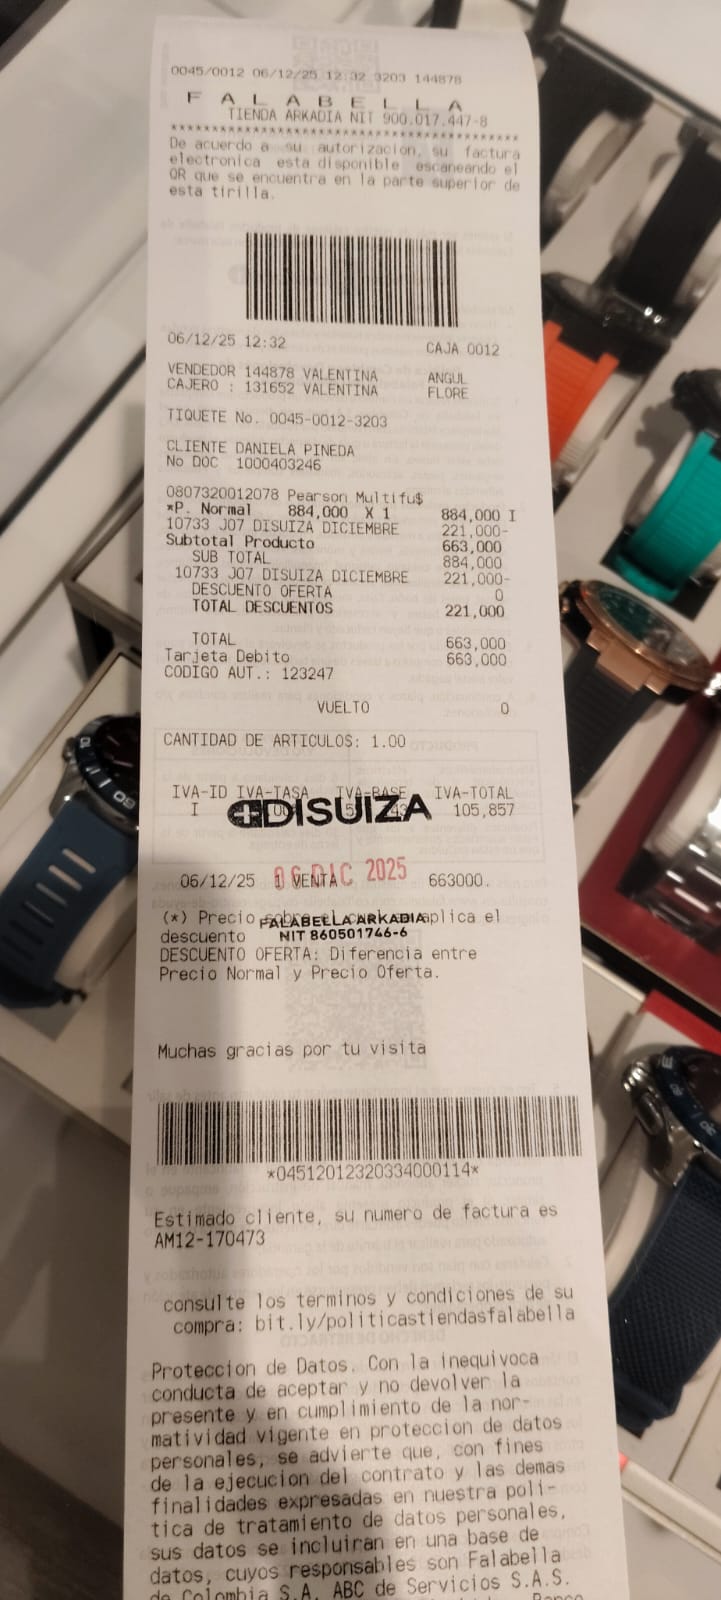 0045/0012 06/12/25 12:32 3203 144878
F A L A B E L L A
TIENDA ARKADIA NIT 900.017.447-8
De acuerdo a su autorizacion, su factura
electronica esta disponible escaneando el
QR que se encuentra en la parte superior de
esta tirilla.
06/12/25 12:32 CAJA 0012
VENDEDOR 144878 VALENTINA ANGUL
CAJERO : 131652 VALENTINA FLORE
TIQUETE No. 0045-0012-3203
CLIENTE DANIELA PINEDA
No DOC 1000403246
0807320012078 Pearson Multifu$
*P. Normal 884,000 X 1 884,000 I
10733 J07 DISUIZA DICIEMBRE 221,000-
Subtotal Producto 663,000
SUB TOTAL 884,000
10733 J07 DISUIZA DICIEMBRE 221,000-
DESCUENTO OFERTA 0
TOTAL DESCUENTOS 221,000
TOTAL 663,000
Tarjeta Debito 663,000
CODIGO AUT.: 123247
VUELTO 0
CANTIDAD DE ARTICULOS: 1.00
IVA-ID IVA-TASA IVA-BASE IVA-TOTAL
I 105,857
DISUIZA
06 DIC 2025
06/12/25 1 VENTA 663000.
(*) Precio sobre el cual se aplica el
FALABELLA ARKADIA
descuento
NIT 860501746-6
DESCUENTO OFERTA: Diferencia entre
Precio Normal y Precio Oferta.
Muchas gracias por tu visita
*04512012320334000114*
Estimado cliente, su numero de factura es
AM12-170473
consulte los terminos y condiciones de su
compra: bit.ly/politicastiendasfalabella
Proteccion de Datos. Con la inequivoca
conducta de aceptar y no devolver la
presente y en cumplimiento de la nor-
matividad vigente en proteccion de datos
personales, se advierte que, con fines
de la ejecucion del contrato y las demas
finalidades expresadas en nuestra poli-
tica de tratamiento de datos personales,
sus datos se incluiran en una base de
datos, cuyos responsables son Falabella
de Colombia S.A. ABC de Servicios S.A.S.